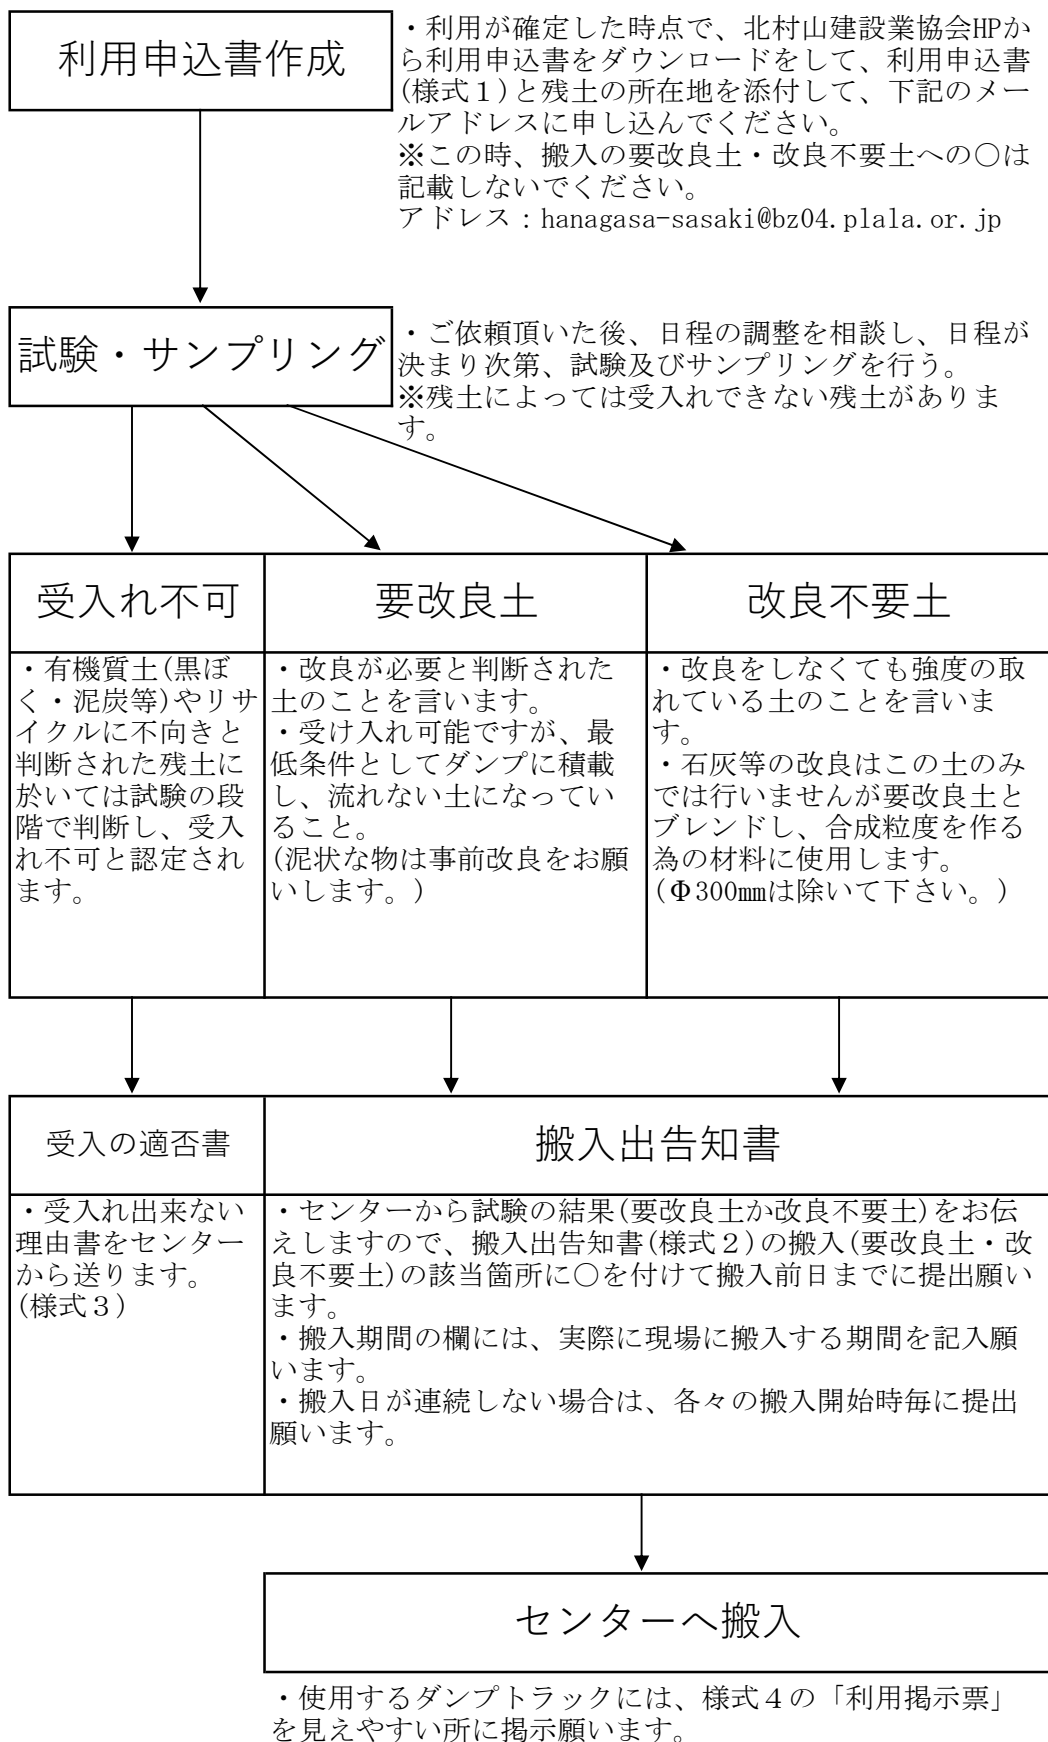 利用申込書作成
・利用が確定した時点で、北村山建設業協会HPか
ら利用申込書をダウンロードをして、利用申込書
(様式１)と残土の所在地を添付して、下記のメー
ルアドレスに申し込んでください。
※この時、搬入の要改良土・改良不要土への〇は
記載しないでください。
アドレス：hanagasa-sasaki@bz04.plala.or.jp
試験・サンプリング
・ご依頼頂いた後、日程の調整を相談し、日程が
決まり次第、試験及びサンプリングを行う。
※残土によっては受入れできない残土がありま
す。
受入れ不可
・有機質土(黒ぼ
く・泥炭等)やリサ
イクルに不向きと
判断された残土に
於いては試験の段
階で判断し、受入
れ不可と認定され
ます。
要改良土
・改良が必要と判断された
土のことを言います。
・受け入れ可能ですが、最
低条件としてダンプに積載
し、流れない土になってい
ること。
(泥状な物は事前改良をお願
いします。)
改良不要土
・改良をしなくても強度の取
れている土のことを言いま
す。
・石灰等の改良はこの土のみ
では行いませんが要改良土と
ブレンドし、合成粒度を作る
為の材料に使用します。
(Φ300㎜は除いて下さい。)
受入の適否書
・受入れ出来ない
理由書をセンター
から送ります。
(様式３)
搬入出告知書
・センターから試験の結果(要改良土か改良不要土)をお伝
えしますので、搬入出告知書(様式２)の搬入(要改良土・改
良不要土)の該当箇所に〇を付けて搬入前日までに提出願い
ます。
・搬入期間の欄には、実際に現場に搬入する期間を記入願
います。
・搬入日が連続しない場合は、各々の搬入開始時毎に提出
願います。
センターへ搬入
・使用するダンプトラックには、様式４の「利用掲示票」
を見えやすい所に掲示願います。